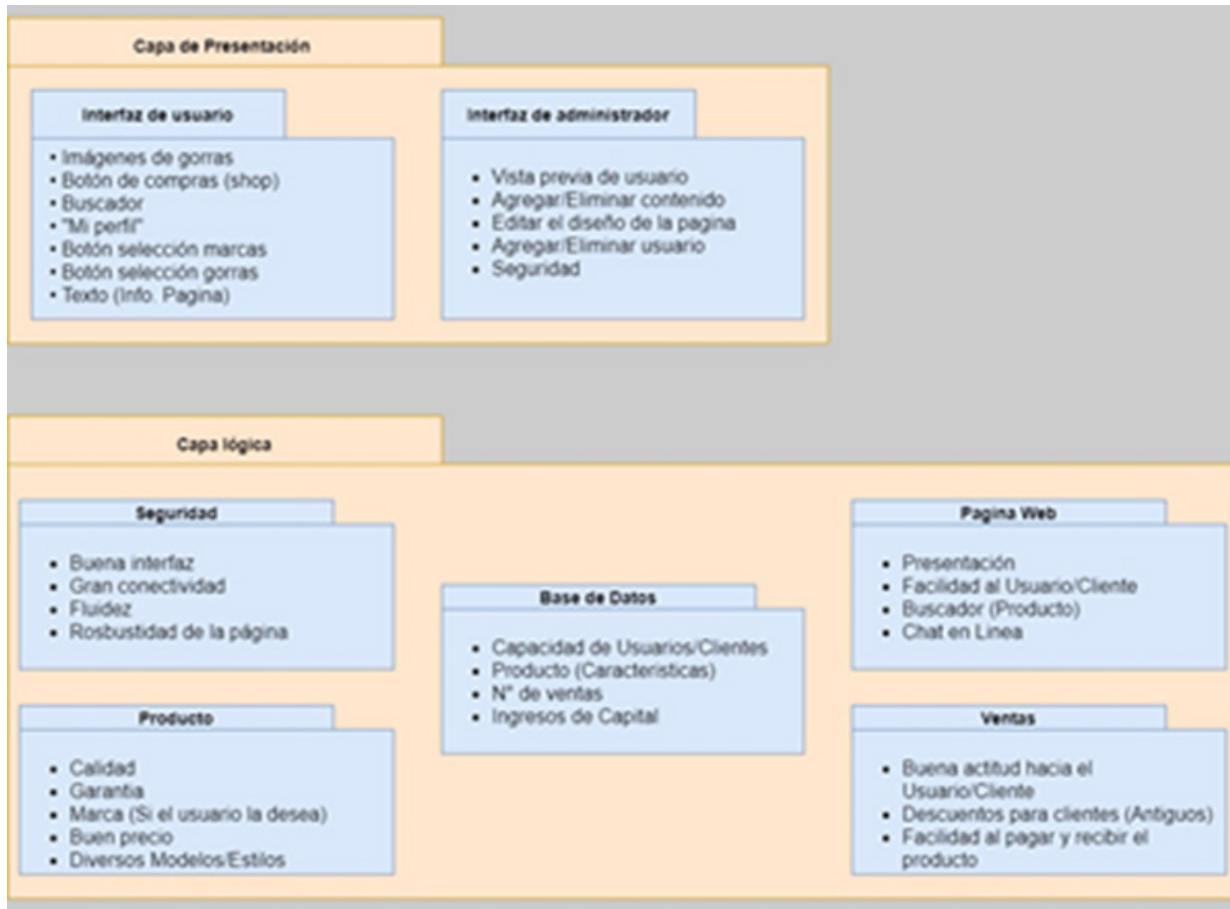 Capa de Presentación
Interfaz de usuario
• Imágenes de gorras
• Botón de compras (shop)
• Buscador
• "Mi perfil"
• Botón selección marcas
• Botón selección gorras
• Texto (Info. Pagina)
Interfaz de administrador
• Vista previa de usuario
• Agregar/Eliminar contenido
• Editar el diseño de la pagina
• Agregar/Eliminar usuario
• Seguridad
Capa lógica
Seguridad
• Buena interfaz
• Gran conectividad
• Fluidez
• Rosbustidad de la página
Base de Datos
• Capacidad de Usuarios/Clientes
• Producto (Caracteristicas)
• N° de ventas
• Ingresos de Capital
Pagina Web
• Presentación
• Facilidad al Usuario/Cliente
• Buscador (Producto)
• Chat en Linea
Producto
• Calidad
• Garantia
• Marca (Si el usuario la desea)
• Buen precio
• Diversos Modelos/Estilos
Ventas
• Buena actitud hacia el
Usuario/Cliente
• Descuentos para clientes (Antiguos)
• Facilidad al pagar y recibir el
producto